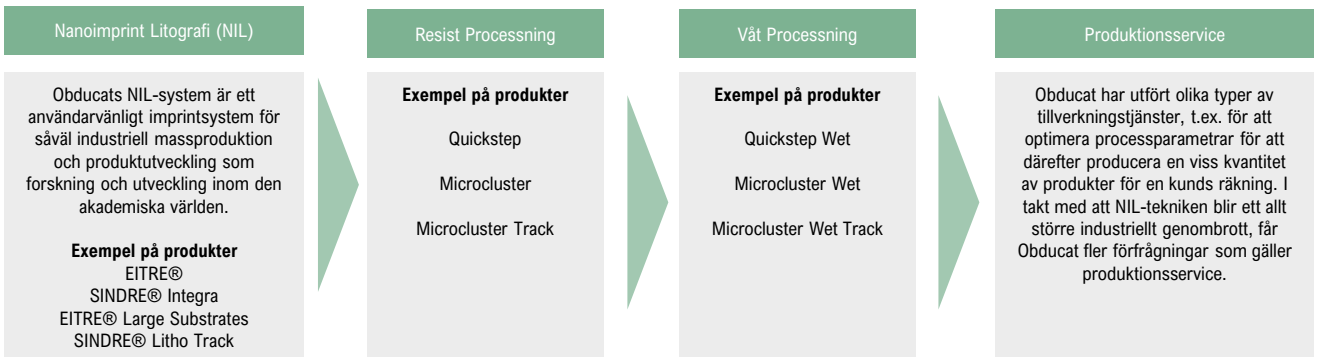 Nanoimprint Litografi (NIL)
Obducats NIL-system är ett
användarvänligt imprintsystem för
såväl industriell massproduktion
och produktutveckling som
forskning och utveckling inom den
akademiska världen.
Exempel på produkter
EITRE®
SINDRE® Integra
EITRE® Large Substrates
SINDRE® Litho Track
Resist Processning
Exempel på produkter
Quickstep
Microcluster
Microcluster Track
Våt Processning
Exempel på produkter
Quickstep Wet
Microcluster Wet
Microcluster Wet Track
Produktionsservice
Obducat har utfört olika typer av
tillverkningstjänster, t.ex. för att
optimera processparametrar för att
därefter producera en viss kvantitet
av produkter för en kunds räkning. I
takt med att NIL-tekniken blir ett allt
större industriellt genombrott, får
Obducat fler förfrågningar som gäller
produktionsservice.